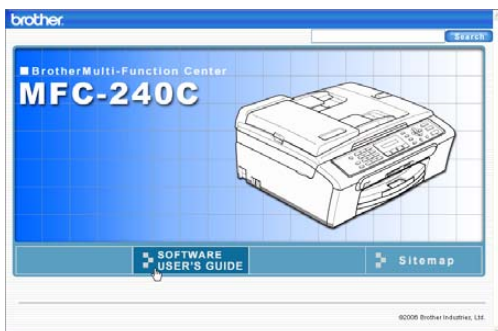 brother
Search
BrotherMulti-Function Center
MFC-240C
SOFTWARE
USER'S GUIDE
Sitemap
©2006 Brother Industries, Ltd.